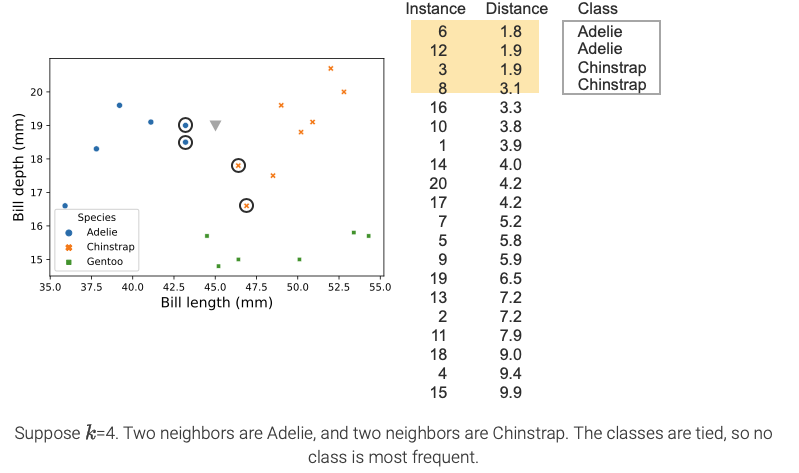 Instance Distance Class
6 1.8 Adelie
12 1.9 Adelie
3 1.9 Chinstrap
8 3.1 Chinstrap
16 3.3
10 3.8
1 3.9
14 4.0
20 4.2
17 4.2
7 5.2
5 5.8
9 5.9
19 6.5
13 7.2
2 7.2
11 7.9
18 9.0
4 9.4
15 9.9
Bill depth (mm)
20
19
18
17
16
15
Species
Adelie
Chinstrap
Gentoo
35.0 37.5 40.0 42.5 45.0 47.5 50.0 52.5 55.0
Bill length (mm)
Suppose k=4. Two neighbors are Adelie, and two neighbors are Chinstrap. The classes are tied, so no
class is most frequent.